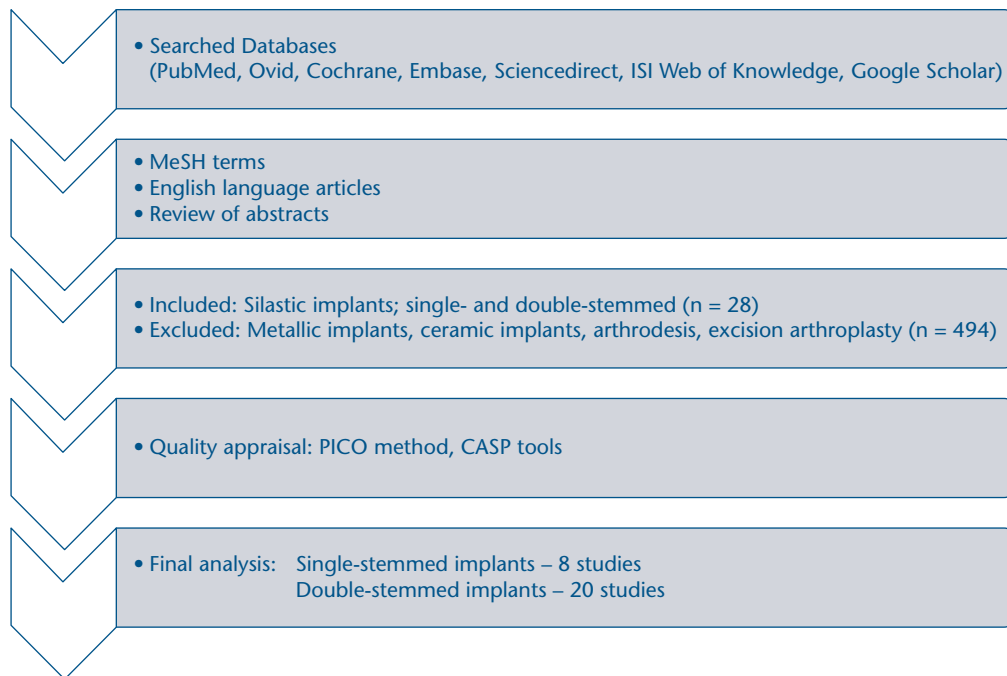 • Searched Databases
(PubMed, Ovid, Cochrane, Embase, Sciencedirect, ISI Web of Knowledge, Google Scholar)
• MeSH terms
• English language articles
• Review of abstracts
• Included: Silastic implants; single- and double-stemmed (n = 28)
• Excluded: Metallic implants, ceramic implants, arthrodesis, excision arthroplasty (n = 494)
• Quality appraisal: PICO method, CASP tools
• Final analysis: Single-stemmed implants – 8 studies
Double-stemmed implants – 20 studies